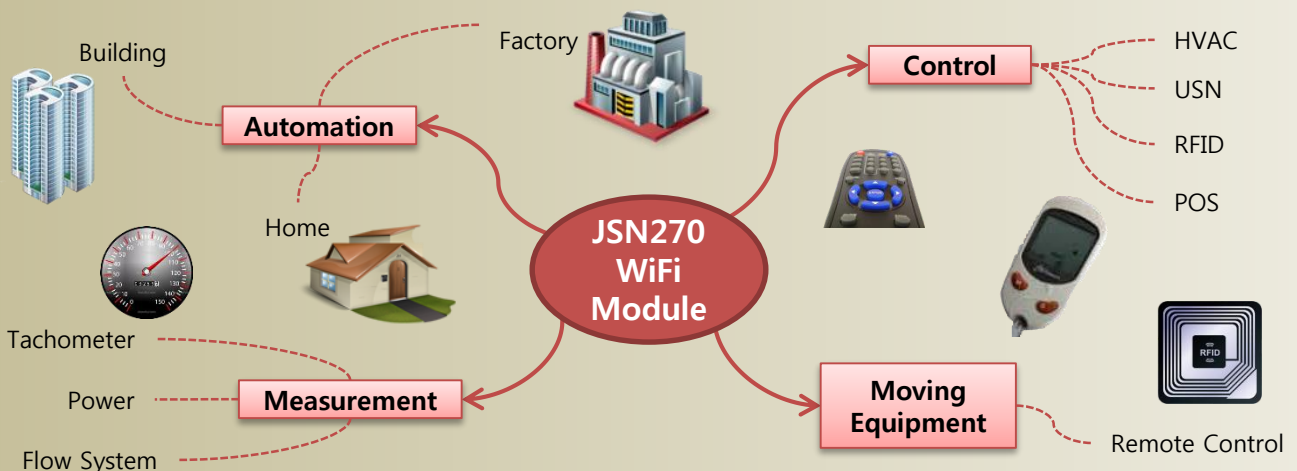 Building
Factory
Automation
Home
Control
HVAC
USN
RFID
POS
JSN270
WiFi
Module
Tachometer
Power
Flow System
Measurement
Moving
Equipment
Remote Control
RFID